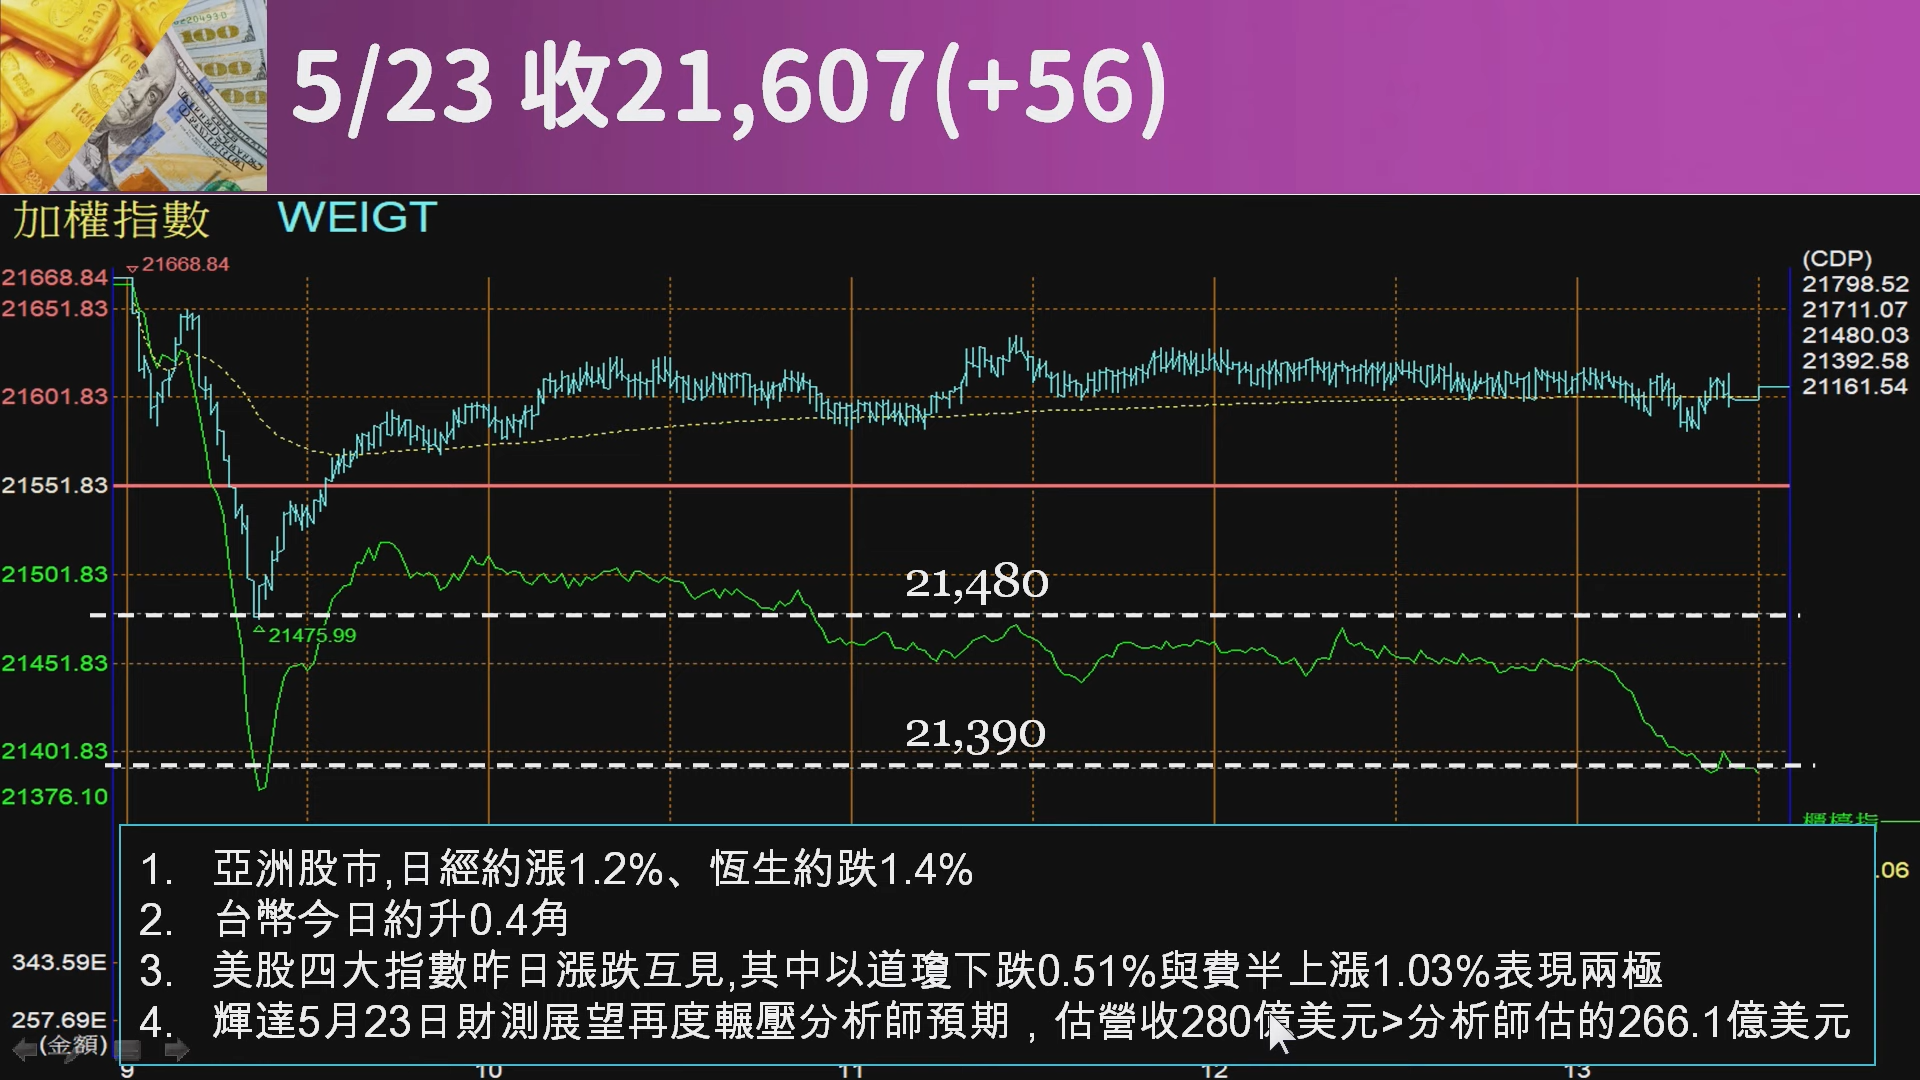 5/23 收21,607(+56)
加權指數 WEIGT
21668.84
(CDP)
21668.84
21798.52
21651.83
21711.07
21480.03
21392.58
21601.83
21161.54
21551.83
21501.83
21,480
21475.99
21451.83
21,390
21401.83
21376.10
.06
1. 亞洲股市,日經約漲1.2%、恆生約跌1.4%
2. 台幣今日約升0.4角
3. 美股四大指數昨日漲跌互見,其中以道瓊下跌0.51%與費半上漲1.03%表現兩極
4. 輝達5月23日財測展望再度輾壓分析師預期，估營收280億美元>分析師估的266.1億美元
343.59E
257.69E
(金額)
9 10 11 12 13